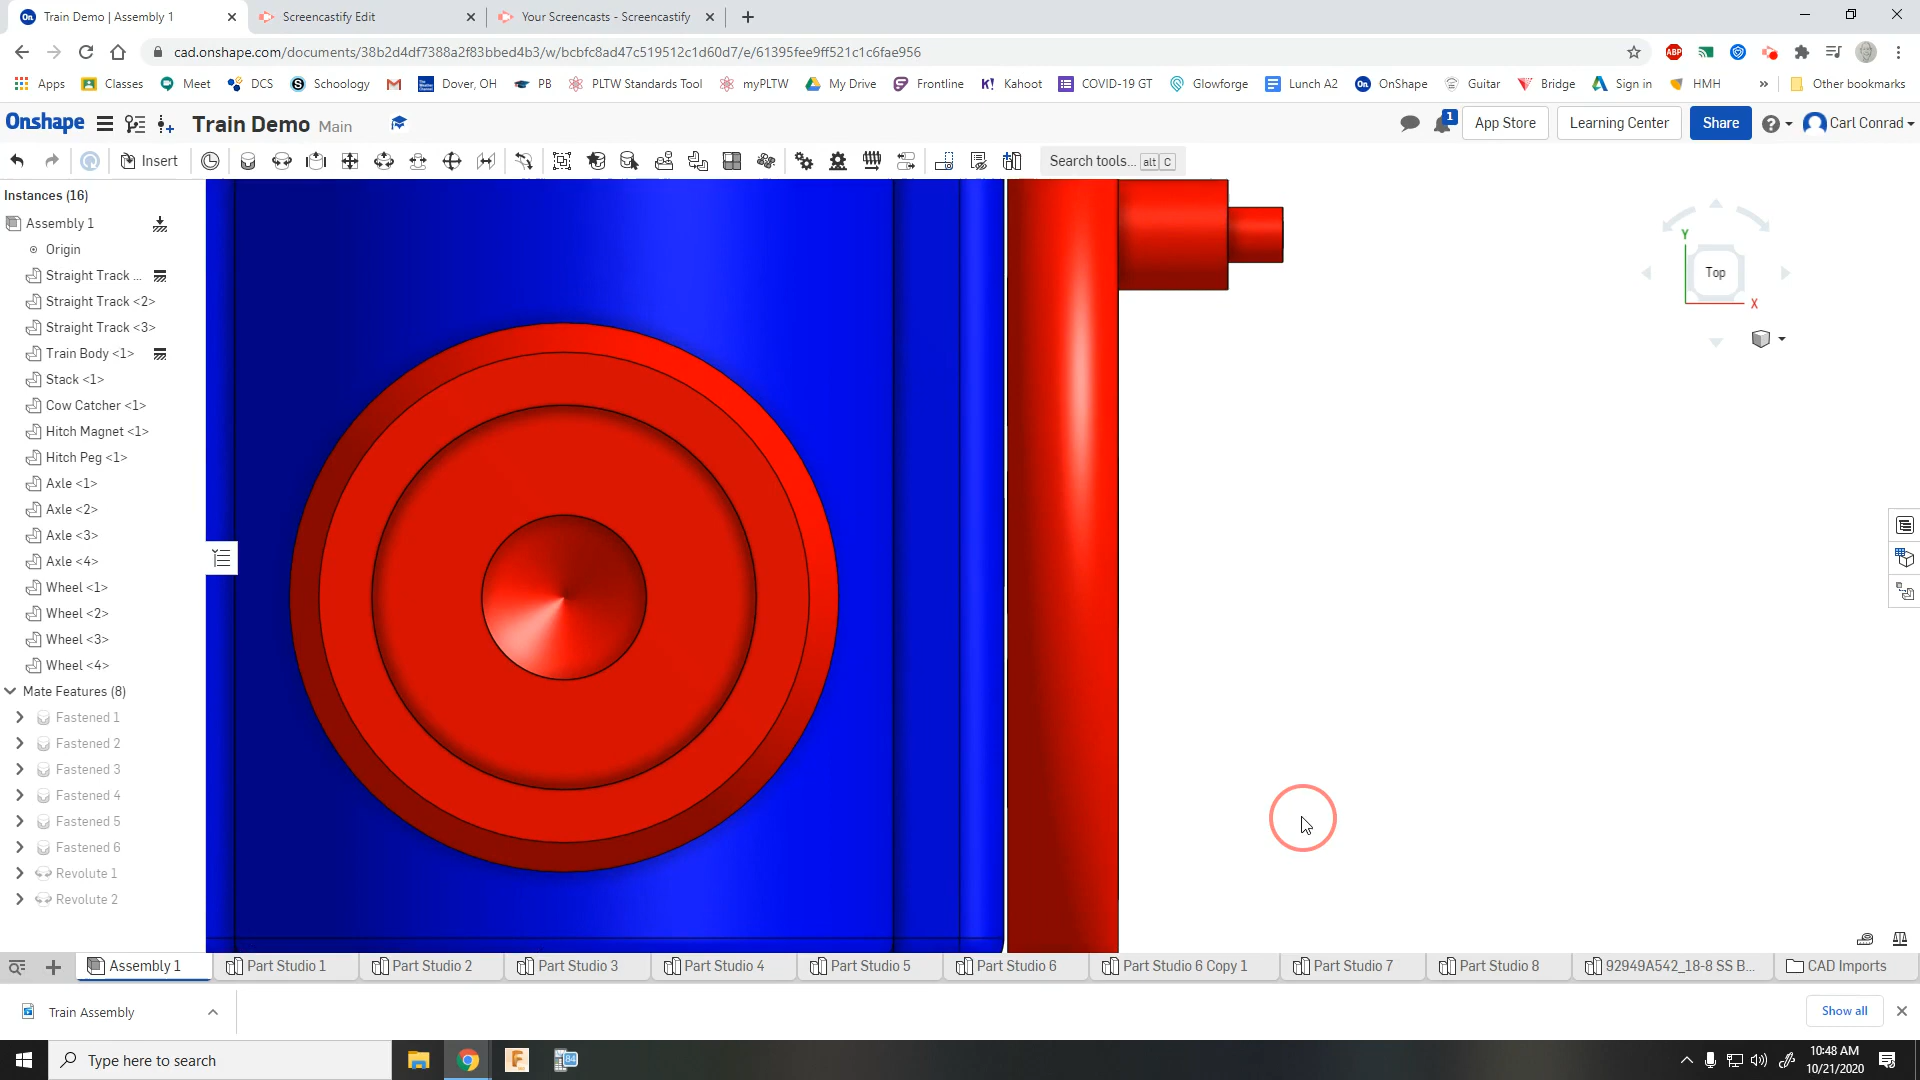 Train Demo | Assembly 1
Screencastify Edit
Your Screencasts - Screencastify
cad.onshape.com/documents/38b2d4df7388a2f83bbed4b3/w/bcbfc8ad47c519512c1d60d7/e/61395fee9ff521c1c6fae956
Apps
Classes
Meet
DCS
Schoology
Dover, OH
PB
PLTW Standards Tool
myPLTW
My Drive
Frontline
Kahoot
COVID-19 GT
Glowforge
Lunch A2
OnShape
Guitar
Bridge
Sign in
HMH
»
Other bookmarks
Onshape
Train Demo Main
1
App Store
Learning Center
Share
Carl Conrad
Insert
Search tools... alt C
Instances (16)
Assembly 1
Origin
Straight Track ...
Straight Track <2>
Straight Track <3>
Train Body <1>
Stack <1>
Cow Catcher <1>
Hitch Magnet <1>
Hitch Peg <1>
Axle <1>
Axle <2>
Axle <3>
Axle <4>
Wheel <1>
Wheel <2>
Wheel <3>
Wheel <4>
Mate Features (8)
Fastened 1
Fastened 2
Fastened 3
Fastened 4
Fastened 5
Fastened 6
Revolute 1
Revolute 2
Y
Top
X
Assembly 1
Part Studio 1
Part Studio 2
Part Studio 3
Part Studio 4
Part Studio 5
Part Studio 6
Part Studio 6 Copy 1
Part Studio 7
Part Studio 8
92949A542_18-8 SS B...
CAD Imports
Train Assembly
Show all
Type here to search
84
10:48 AM
10/21/2020